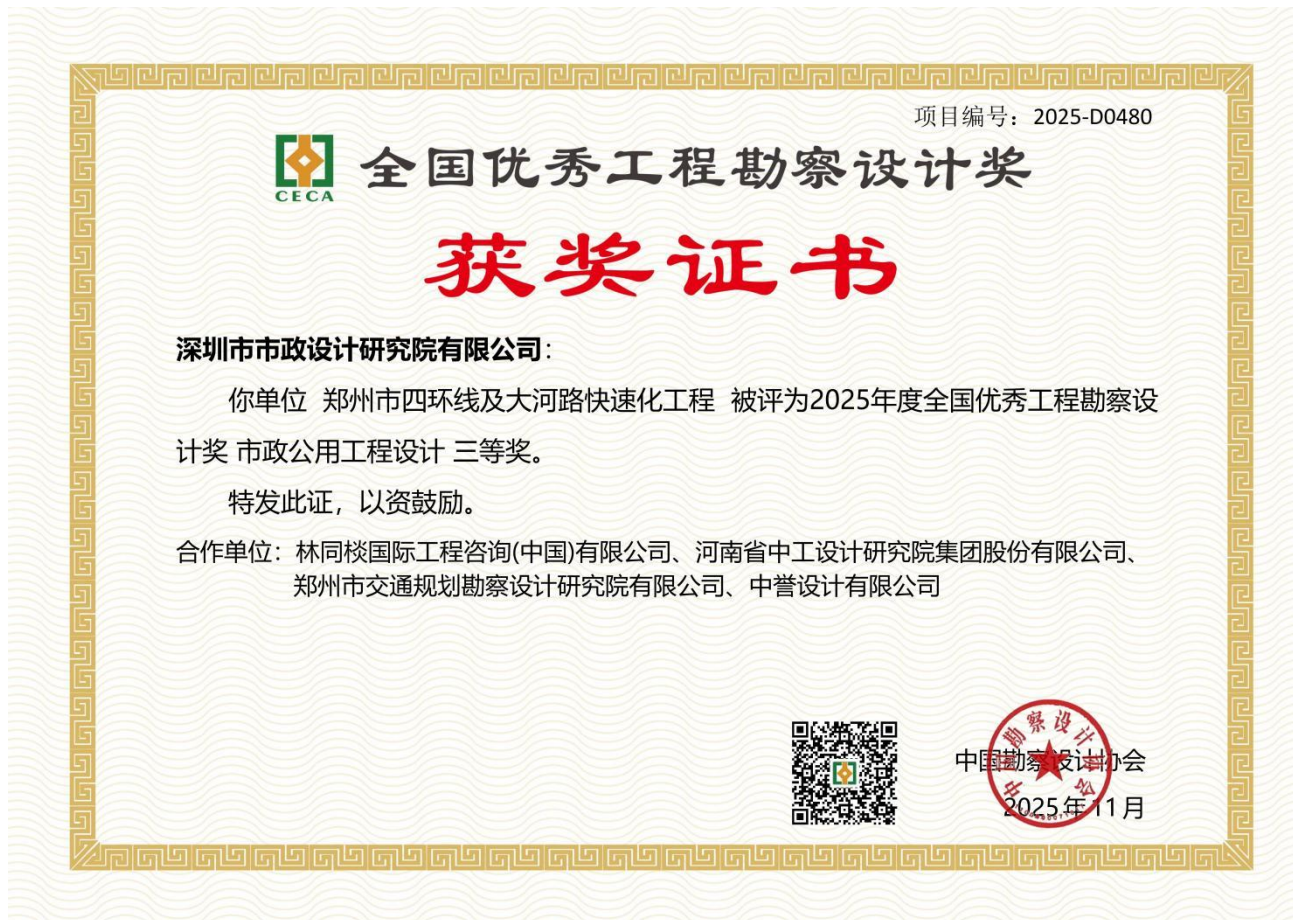 项目编号：2025-D0480
CECA
全国优秀工程勘察设计奖
获奖证书
深圳市市政设计研究院有限公司：
你单位 郑州市四环线及大河路快速化工程 被评为2025年度全国优秀工程勘察设
计奖 市政公用工程设计 三等奖。
特发此证，以资鼓励。
合作单位：林同棪国际工程咨询(中国)有限公司、河南省中工设计研究院集团股份有限公司、
郑州市交通规划勘察设计研究院有限公司、中誉设计有限公司
中国勘察设计协会
中国勘察设计协会
2025年11月